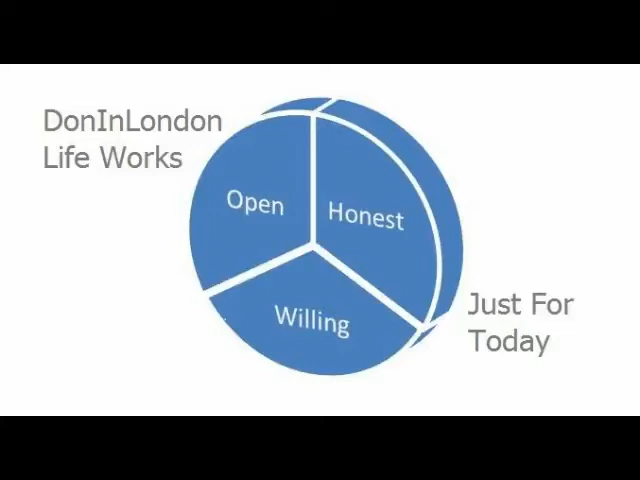 DonInLondon
Life Works
Open
Honest
Willing
Just For
Today